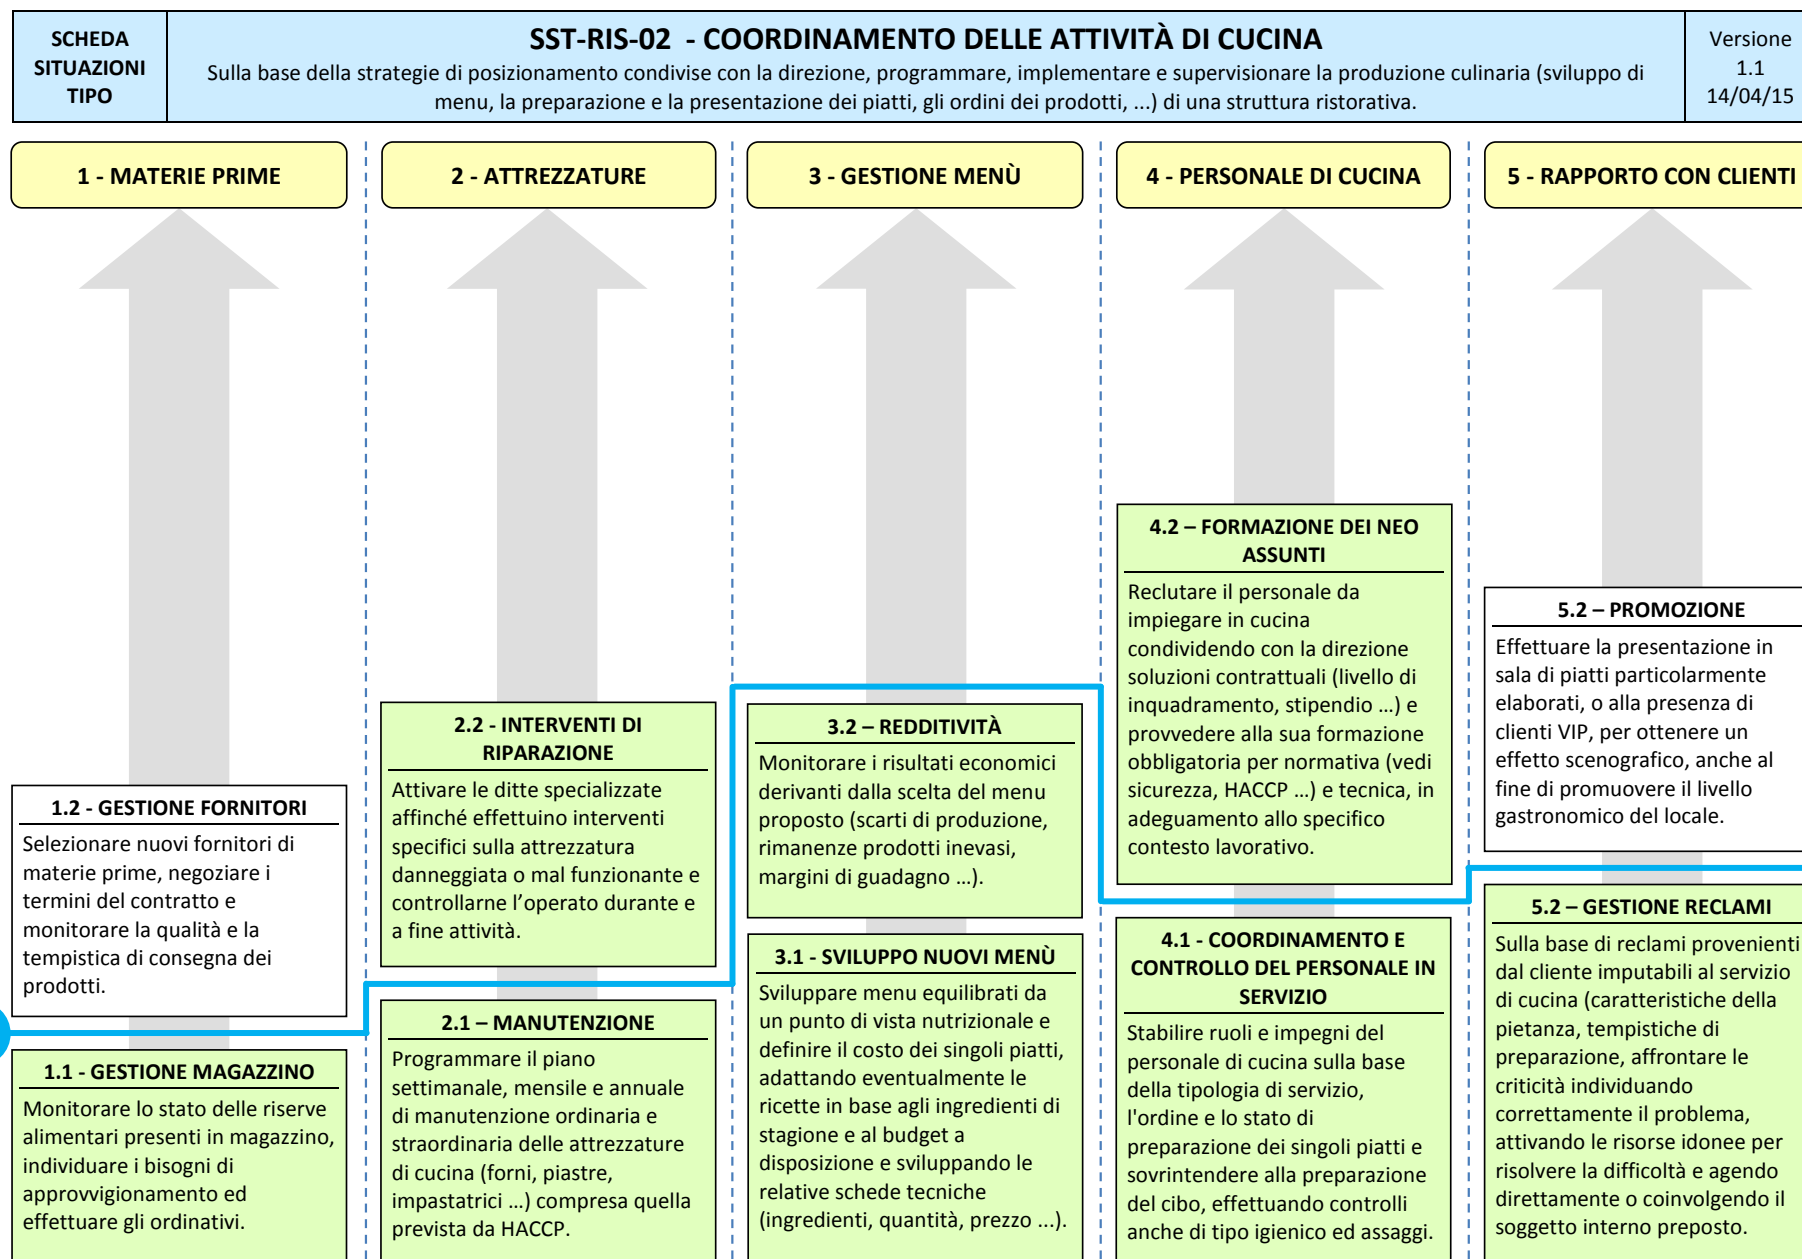 SCHEDA
SITUAZIONI
TIPO
SST-RIS-02 - COORDINAMENTO DELLE ATTIVITÀ DI CUCINA
Sulla base della strategie di posizionamento condivise con la direzione, programmare, implementare e supervisionare la produzione culinaria (sviluppo di
menu, la preparazione e la presentazione dei piatti, gli ordini dei prodotti, ...) di una struttura ristorativa.
Versione
1.1
14/04/15
1 - MATERIE PRIME
2 - ATTREZZATURE
3 - GESTIONE MENÙ
4 - PERSONALE DI CUCINA
5 - RAPPORTO CON CLIENTI
1.2 - GESTIONE FORNITORI
Selezionare nuovi fornitori di
materie prime, negoziare i
termini del contratto e
monitorare la qualità e la
tempistica di consegna dei
prodotti.
1.1 - GESTIONE MAGAZZINO
Monitorare lo stato delle riserve
alimentari presenti in magazzino,
individuare i bisogni di
approvvigionamento ed
effettuare gli ordinativi.
2.2 - INTERVENTI DI
RIPARAZIONE
Attivare le ditte specializzate
affinché effettuino interventi
specifici sulla attrezzatura
danneggiata o mal funzionante e
controllarne l'operato durante e
a fine attività.
2.1 – MANUTENZIONE
Programmare il piano
settimanale, mensile e annuale
di manutenzione ordinaria e
straordinaria delle attrezzature
di cucina (forni, piastre,
impastatrici …) compresa quella
prevista da HACCP.
3.2 – REDDITIVITÀ
Monitorare i risultati economici
derivanti dalla scelta del menu
proposto (scarti di produzione,
rimanenze prodotti inevasi,
margini di guadagno …).
3.1 - SVILUPPO NUOVI MENÙ
Sviluppare menu equilibrati da
un punto di vista nutrizionale e
definire il costo dei singoli piatti,
adattando eventualmente le
ricette in base agli ingredienti di
stagione e al budget a
disposizione e sviluppando le
relative schede tecniche
(ingredienti, quantità, prezzo ...).
4.2 – FORMAZIONE DEI NEO
ASSUNTI
Reclutare il personale da
impiegare in cucina
condividendo con la direzione
soluzioni contrattuali (livello di
inquadramento, stipendio …) e
provvedere alla sua formazione
obbligatoria per normativa (vedi
sicurezza, HACCP …) e tecnica, in
adeguamento allo specifico
contesto lavorativo.
4.1 - COORDINAMENTO E
CONTROLLO DEL PERSONALE IN
SERVIZIO
Stabilire ruoli e impegni del
personale di cucina sulla base
della tipologia di servizio,
l'ordine e lo stato di
preparazione dei singoli piatti e
sovrintendere alla preparazione
del cibo, effettuando controlli
anche di tipo igienico ed assaggi.
5.2 – PROMOZIONE
Effettuare la presentazione in
sala di piatti particolarmente
elaborati, o alla presenza di
clienti VIP, per ottenere un
effetto scenografico, anche al
fine di promuovere il livello
gastronomico del locale.
5.2 – GESTIONE RECLAMI
Sulla base di reclami provenienti
dal cliente imputabili al servizio
di cucina (caratteristiche della
pietanza, tempistiche di
preparazione, affrontare le
criticità individuando
correttamente il problema,
attivando le risorse idonee per
risolvere la difficoltà e agendo
direttamente o coinvolgendo il
soggetto interno preposto.